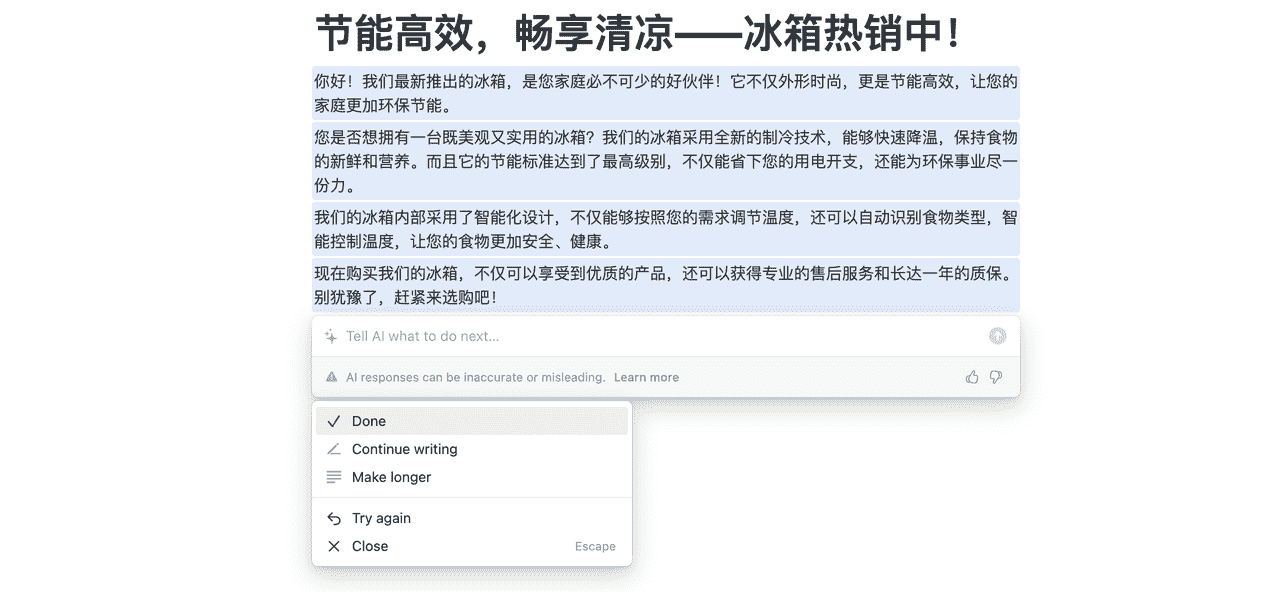 节能高效，畅享清凉——冰箱热销中！
你好！我们最新推出的冰箱，是您家庭必不可少的好伙伴！它不仅外形时尚，更是节能高效，让您的
家庭更加环保节能。
您是否想拥有一台既美观又实用的冰箱？我们的冰箱采用全新的制冷技术，能够快速降温，保持食物
的新鲜和营养。而且它的节能标准达到了最高级别，不仅能省下您的用电开支，还能为环保事业尽一
份力。
我们的冰箱内部采用了智能化设计，不仅能够按照您的需求调节温度，还可以自动识别食物类型，智
能控制温度，让您的食物更加安全、健康。
现在购买我们的冰箱，不仅可以享受到优质的产品，还可以获得专业的售后服务和长达一年的质保。
别犹豫了，赶紧来选购吧！
Tell AI what to do next...
AI responses can be inaccurate or misleading. Learn more
Done
Continue writing
Make longer
Try again
Close Escape